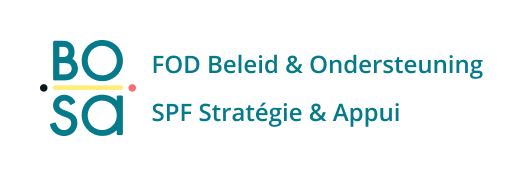 BO
sa
FOD Beleid & Ondersteuning
SPF Stratégie & Appui